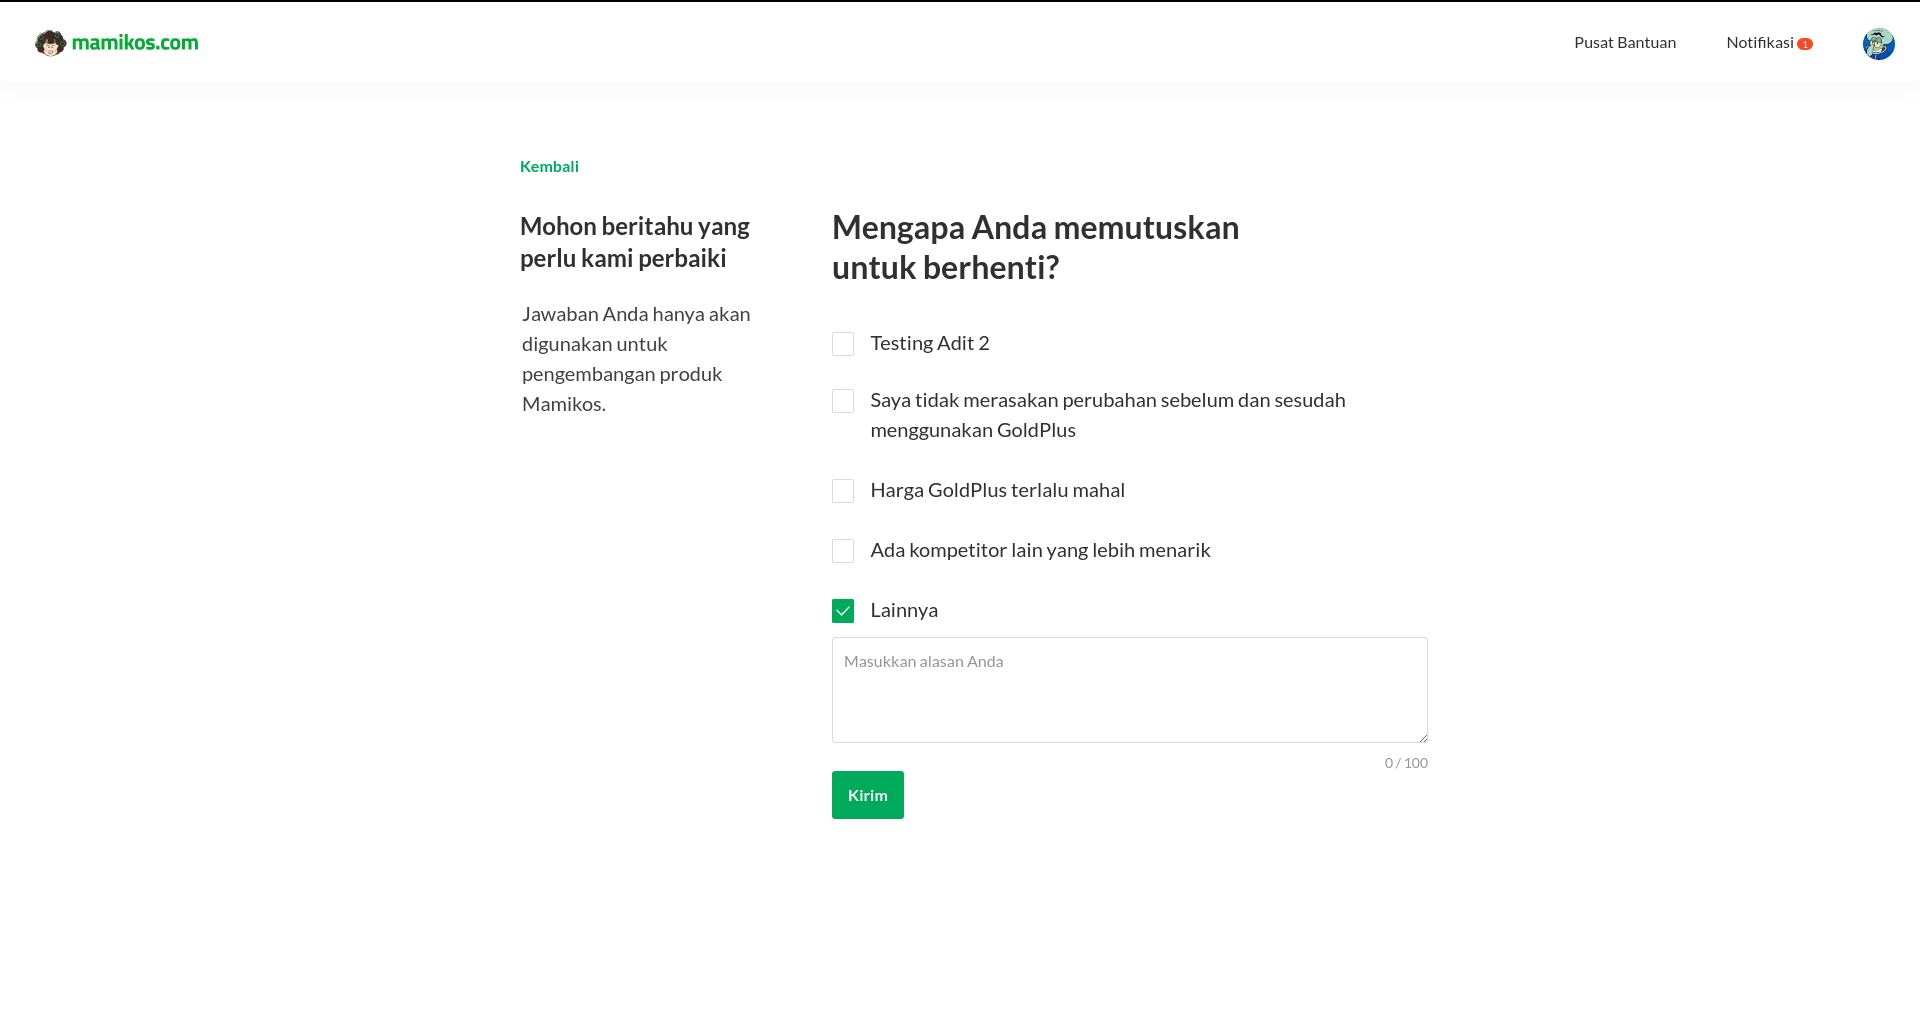 mamikos.com
Pusat Bantuan
Notifikasi 1
Kembali
Mohon beritahu yang
perlu kami perbaiki
Jawaban Anda hanya akan
digunakan untuk
pengembangan produk
Mamikos.
Mengapa Anda memutuskan
untuk berhenti?
Testing Adit 2
Saya tidak merasakan perubahan sebelum dan sesudah
menggunakan GoldPlus
Harga GoldPlus terlalu mahal
Ada kompetitor lain yang lebih menarik
Lainnya
Masukkan alasan Anda
0 / 100
Kirim